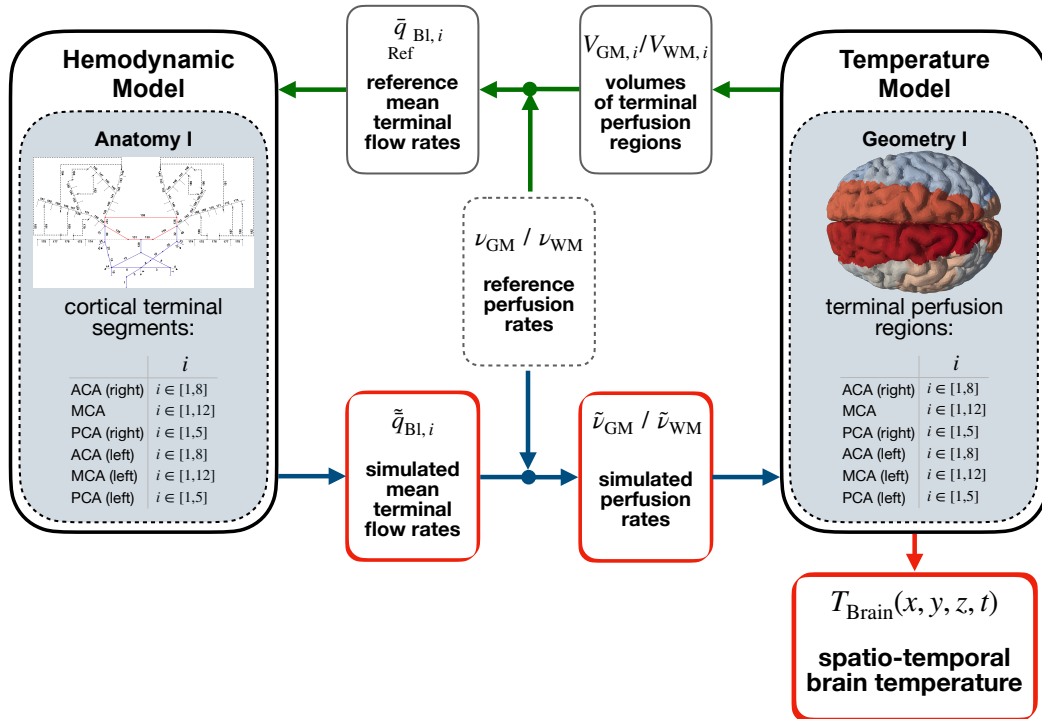 Hemodynamic
Model
Anatomy I
cortical terminal
segments:
i
ACA (right) i ∈ [1,8]
MCA i ∈ [1,12]
PCA (right) i ∈ [1,5]
ACA (left) i ∈ [1,8]
MCA (left) i ∈ [1,12]
PCA (left) i ∈ [1,5]
q̄ Bl, i
Ref
reference
mean
terminal
flow rates
V_GM, i/V_WM, i
volumes
of terminal
perfusion
regions
ν_GM / ν_WM
reference
perfusion
rates
q̃̄_Bl, i
simulated
mean
terminal
flow rates
ν̃_GM / ν̃_WM
simulated
perfusion
rates
Temperature
Model
Geometry I
terminal perfusion
regions:
i
ACA (right) i ∈ [1,8]
MCA i ∈ [1,12]
PCA (right) i ∈ [1,5]
ACA (left) i ∈ [1,8]
MCA (left) i ∈ [1,12]
PCA (left) i ∈ [1,5]
T_Brain(x, y, z, t)
spatio-temporal
brain temperature